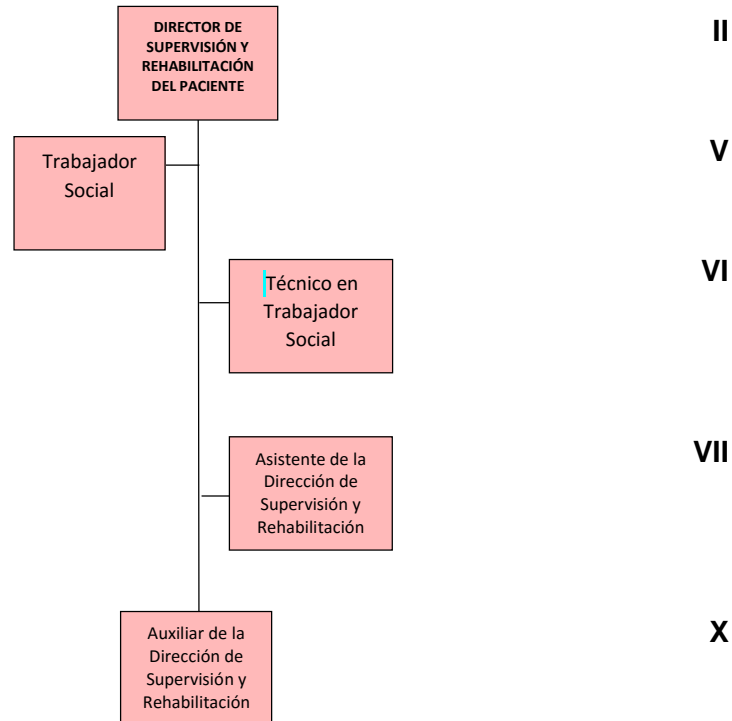 DIRECTOR DE
SUPERVISIÓN Y
REHABILITACIÓN
DEL PACIENTE
II
Trabajador
Social
V
Técnico en
Trabajador
Social
VI
Asistente de la
Dirección de
Supervisión y
Rehabilitación
VII
Auxiliar de la
Dirección de
Supervisión y
Rehabilitación
X